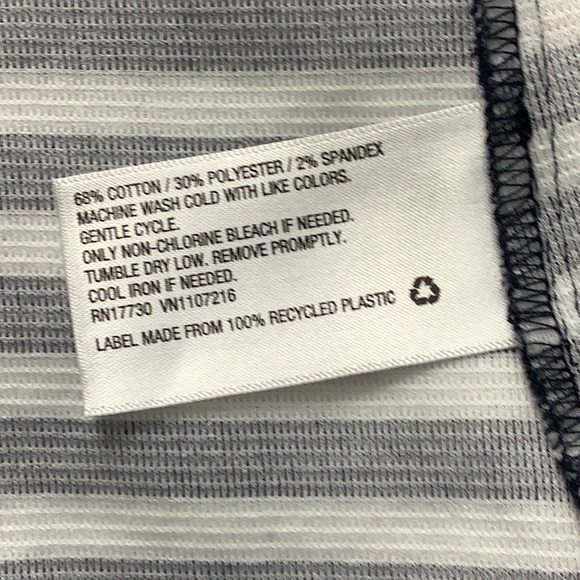 68% COTTON / 30% POLYESTER / 2% SPANDEX
MACHINE WASH COLD WITH LIKE COLORS.
GENTLE CYCLE.
ONLY NON-CHLORINE BLEACH IF NEEDED.
TUMBLE DRY LOW. REMOVE PROMPTLY.
COOL IRON IF NEEDED.
RN17730 VN1107216
LABEL MADE FROM 100% RECYCLED PLASTIC